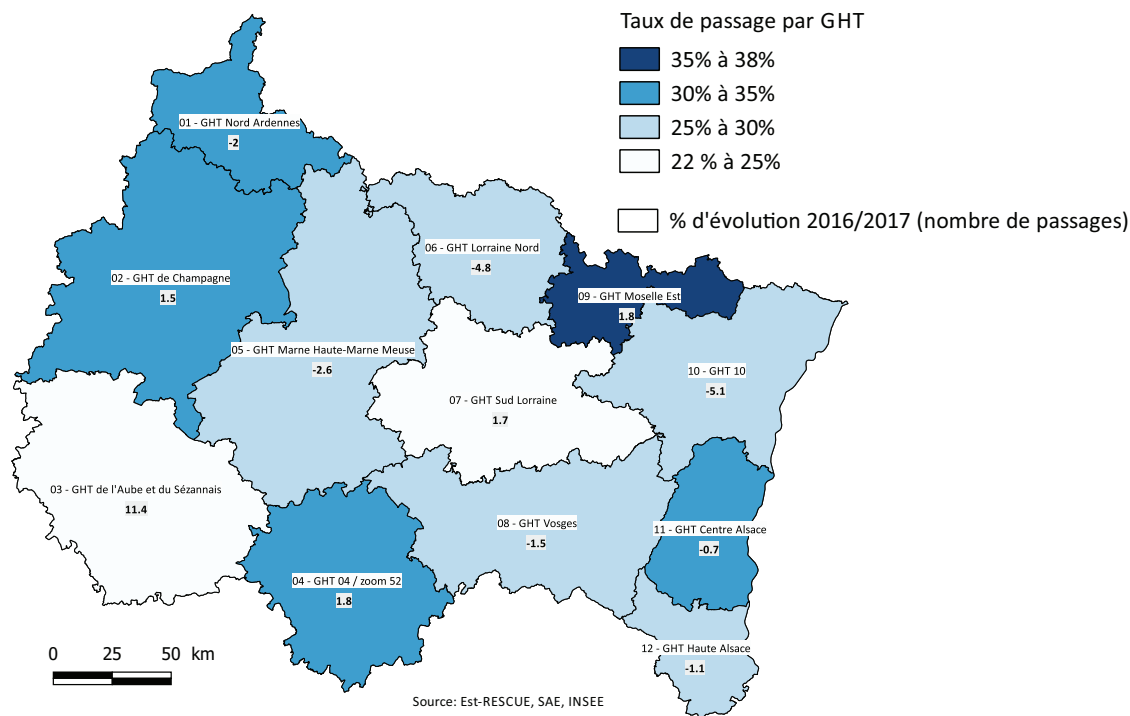 Taux de passage par GHT
35% à 38%
30% à 35%
25% à 30%
22 % à 25%
% d'évolution 2016/2017 (nombre de passages)
01 - GHT Nord Ardennes
-2
02 - GHT de Champagne
1.5
06 - GHT Lorraine Nord
-4.8
09 - GHT Moselle Est
1.8
05 - GHT Marne Haute-Marne Meuse
-2.6
10 - GHT 10
-5.1
07 - GHT Sud Lorraine
1.7
03 - GHT de l'Aube et du Sézannais
11.4
08 - GHT Vosges
-1.5
11 - GHT Centre Alsace
-0.7
04 - GHT 04 / zoom 52
1.8
12 - GHT Haute Alsace
-1.1
0 25 50 km
Source: Est-RESCUE, SAE, INSEE